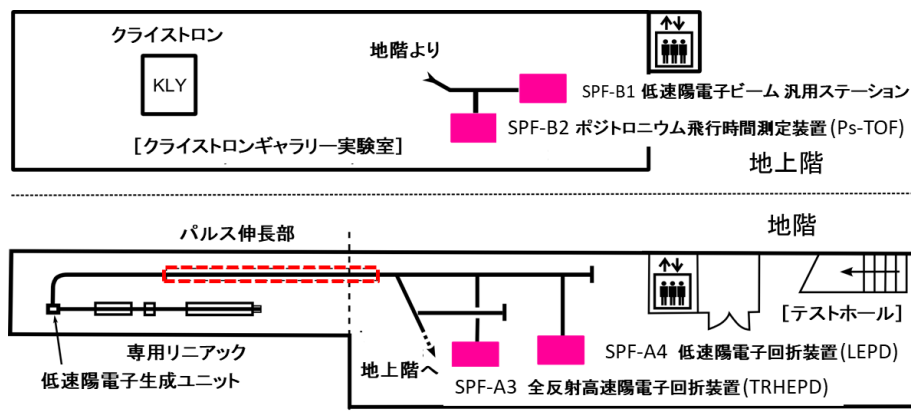 クライストロン
KLY
地階より
SPF-B1 低速陽電子ビーム 汎用ステーション
SPF-B2 ポジトロニウム飛行時間測定装置(Ps-TOF)
[クライストロンギャラリー実験室]
地上階
地階
パルス伸長部
[テストホール]
専用リニアック
低速陽電子生成ユニット
地上階へ
SPF-A4 低速陽電子回折装置(LEPD)
SPF-A3 全反射高速陽電子回折装置(TRHEPD)